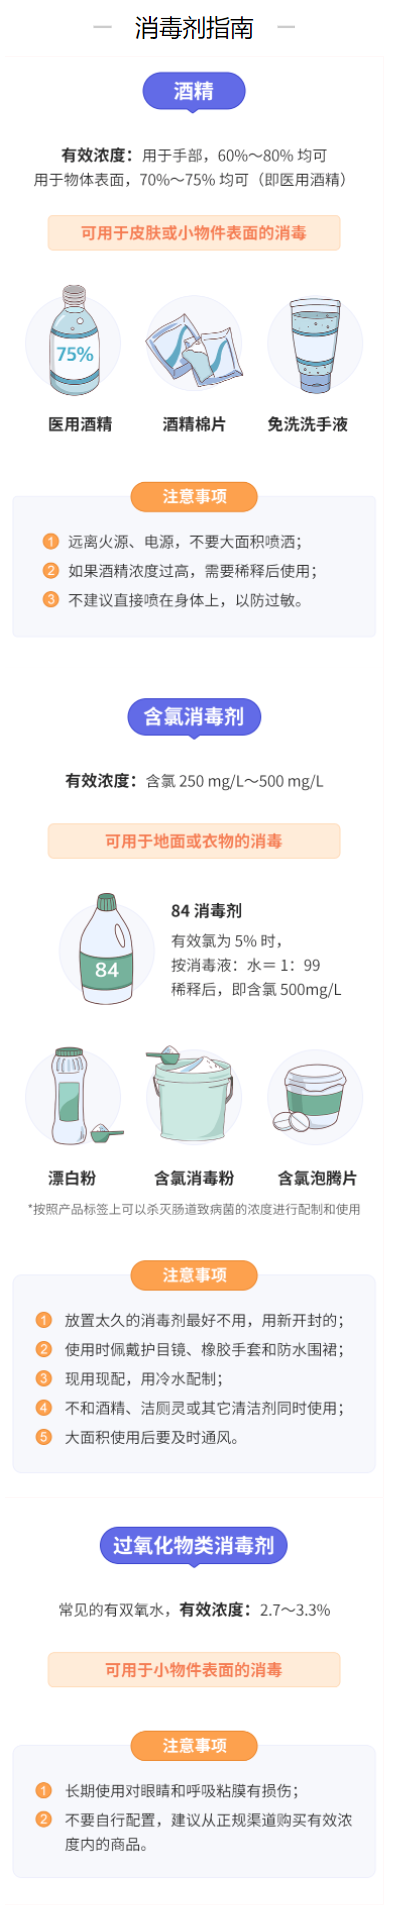 消毒剂指南
酒精
有效浓度：用于手部，60%～80% 均可
用于物体表面，70%～75% 均可（即医用酒精）
可用于皮肤或小物件表面的消毒
75%
医用酒精 酒精棉片 免洗洗手液
注意事项
1 远离火源、电源，不要大面积喷洒；
2 如果酒精浓度过高，需要稀释后使用；
3 不建议直接喷在身体上，以防过敏。
含氯消毒剂
有效浓度：含氯 250 mg/L～500 mg/L
可用于地面或衣物的消毒
84
84 消毒剂
有效氯为 5% 时，
按消毒液：水＝ 1：99
稀释后，即含氯 500mg/L
漂白粉 含氯消毒粉 含氯泡腾片
*按照产品标签上可以杀灭肠道致病菌的浓度进行配制和使用
注意事项
1 放置太久的消毒剂最好不用，用新开封的；
2 使用时佩戴护目镜、橡胶手套和防水围裙；
3 现用现配，用冷水配制；
4 不和酒精、洁厕灵或其它清洁剂同时使用；
5 大面积使用后要及时通风。
过氧化物类消毒剂
常见的有双氧水，有效浓度：2.7～3.3%
可用于小物件表面的消毒
注意事项
1 长期使用对眼睛和呼吸粘膜有损伤；
2 不要自行配置，建议从正规渠道购买有效浓
度内的商品。